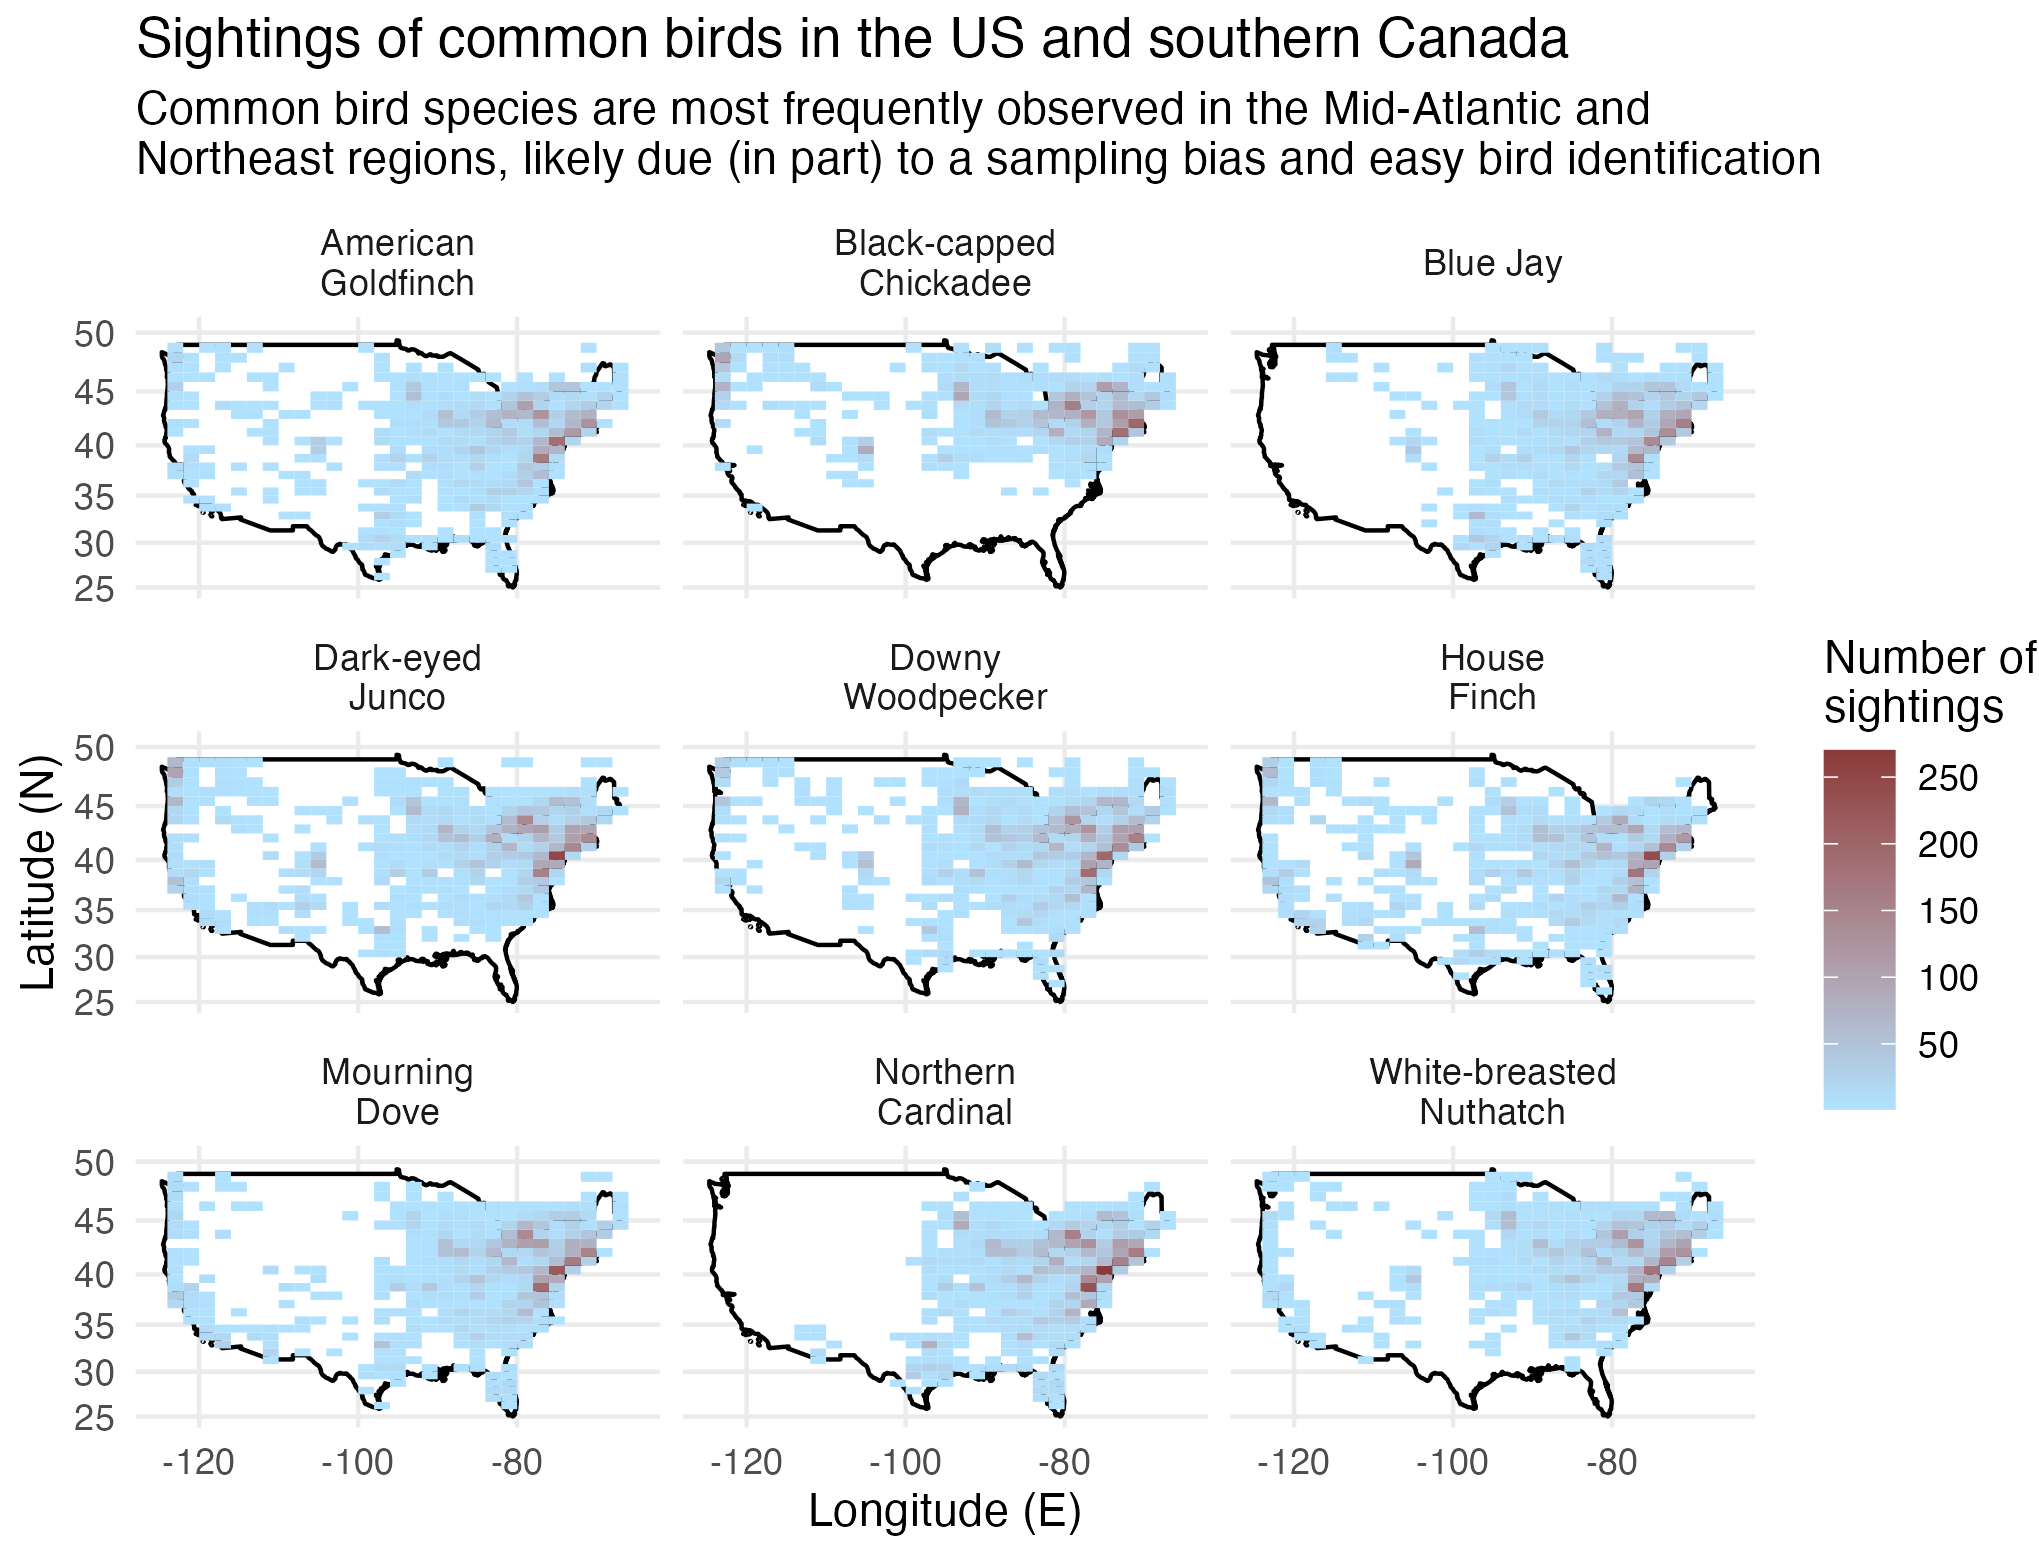 Sightings of common birds in the US and southern Canada
Common bird species are most frequently observed in the Mid-Atlantic and
Northeast regions, likely due (in part) to a sampling bias and easy bird identification
American
Goldfinch
Black-capped
Chickadee
Blue Jay
50
45
40
35
30
25
Dark-eyed
Junco
Downy
Woodpecker
House
Finch
50
45
40
35
30
25
Mourning
Dove
Northern
Cardinal
White-breasted
Nuthatch
50
45
40
35
30
25
-120
-100
-80
-120
-100
-80
-120
-100
-80
Longitude (E)
Latitude (N)
Number of
sightings
250
200
150
100
50